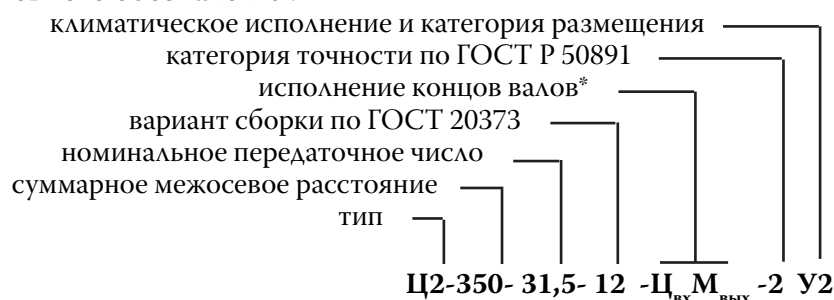 климатическое исполнение и категория размещения
категория точности по ГОСТ Р 50891
исполнение концов валов*
вариант сборки по ГОСТ 20373
номинальное передаточное число
суммарное межосевое расстояние
тип
Ц2-350- 31,5- 12 -ЦвхМвых -2 У2